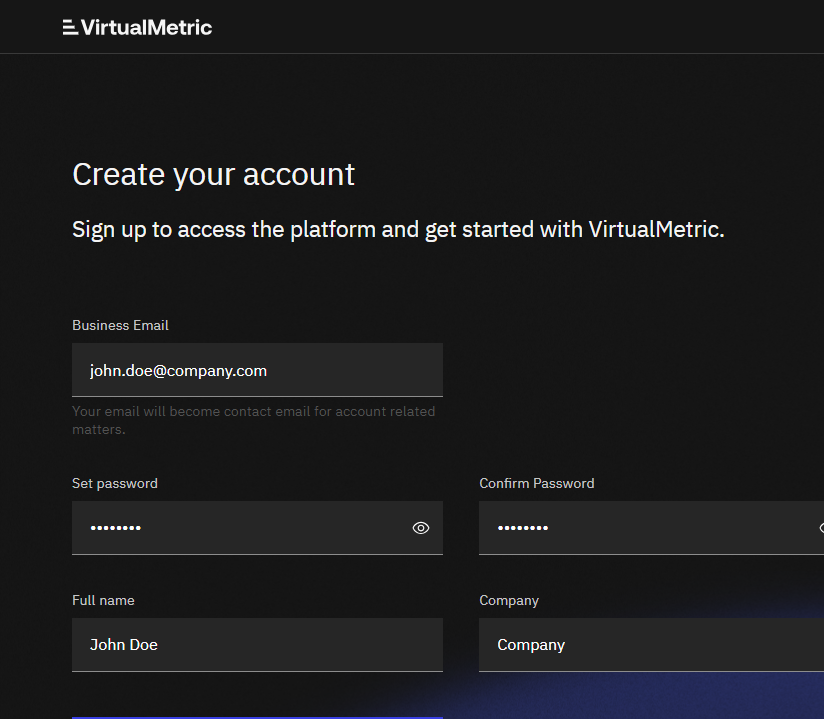 VirtualMetric
Create your account
Sign up to access the platform and get started with VirtualMetric.
Business Email
john.doe@company.com
Your email will become contact email for account related
matters.
Set password
Confirm Password
••••••••
••••••••
Full name
Company
John Doe
Company